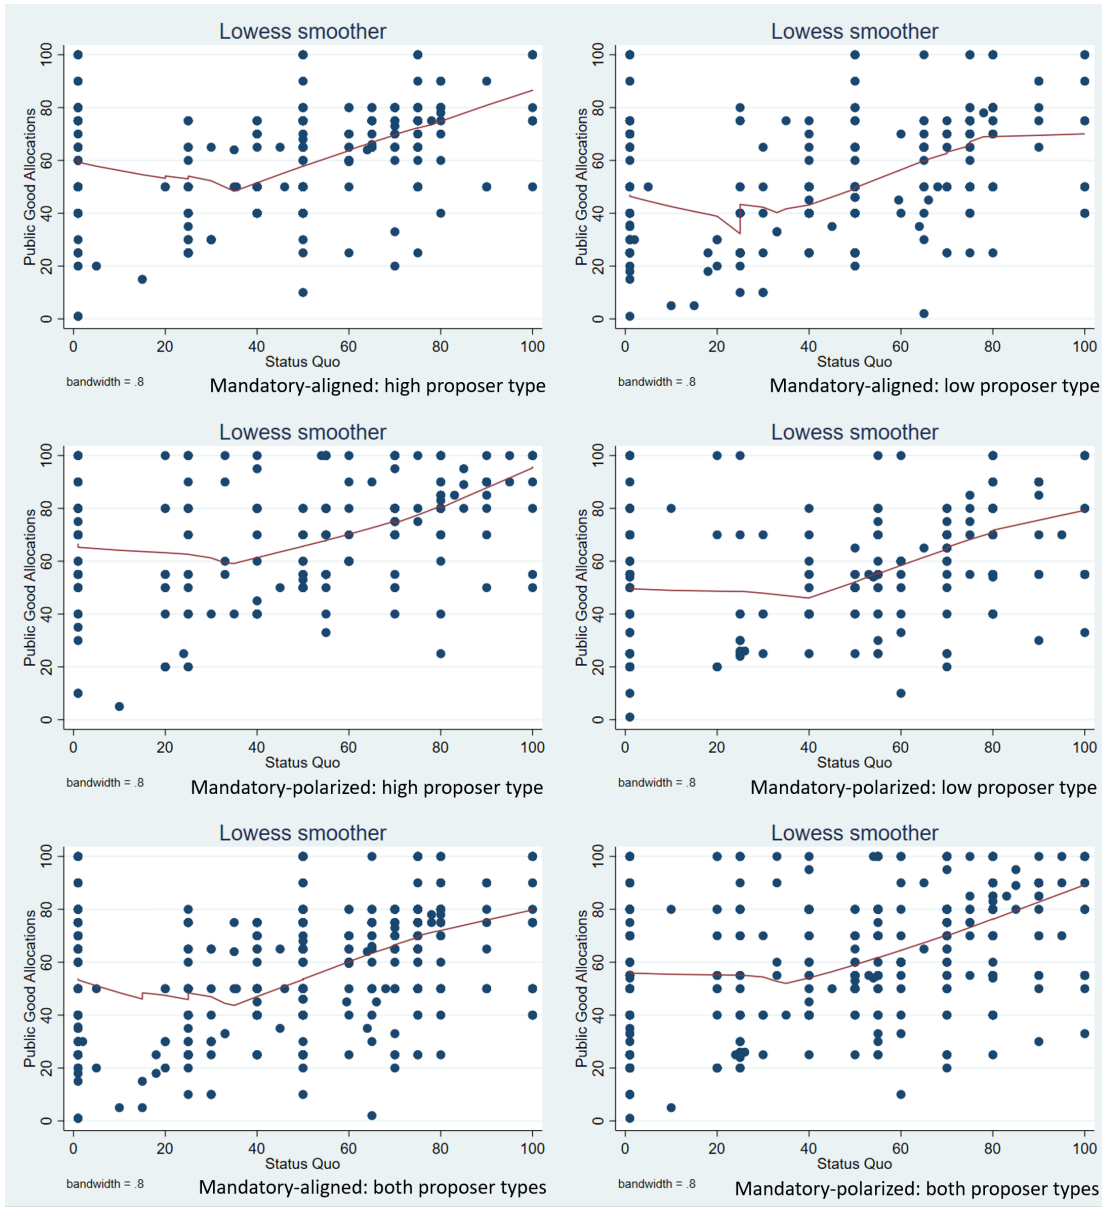 Lowess smoother
Public Good Allocations
100
80
60
40
20
0
0 20 40 60 80 100
Status Quo
bandwidth = .8
Mandatory-aligned: high proposer type
Lowess smoother
Public Good Allocations
100
80
60
40
20
0
0 20 40 60 80 100
Status Quo
bandwidth = .8
Mandatory-aligned: low proposer type
Lowess smoother
Public Good Allocations
100
80
60
40
20
0
0 20 40 60 80 100
Status Quo
bandwidth = .8
Mandatory-polarized: high proposer type
Lowess smoother
Public Good Allocations
100
80
60
40
20
0
0 20 40 60 80 100
Status Quo
bandwidth = .8
Mandatory-polarized: low proposer type
Lowess smoother
Public Good Allocations
100
80
60
40
20
0
0 20 40 60 80 100
Status Quo
bandwidth = .8
Mandatory-aligned: both proposer types
Lowess smoother
Public Good Allocations
100
80
60
40
20
0
0 20 40 60 80 100
Status Quo
bandwidth = .8
Mandatory-polarized: both proposer types